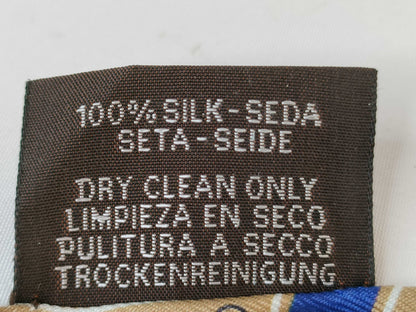 100% SILK-SEDA
SETA-SEIDE
DRY CLEAN ONLY
LIMPIEZA EN SECO
PULITURA A SECCO
TROCKENREINIGUNG